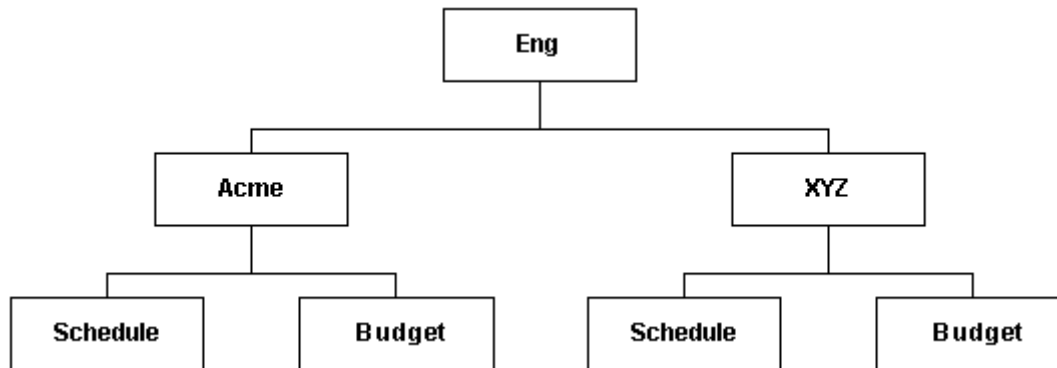 Eng
Acme
XYZ
Schedule
Budget
Schedule
Budget